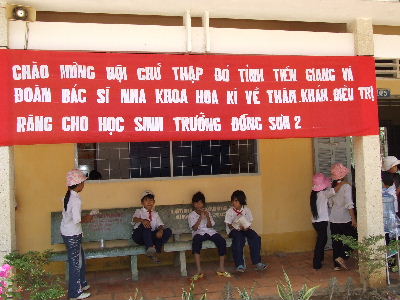 CHÀO MỪNG HỘI CHỮ THẬP ĐỎ TỈNH TIỀN GIANG VÀ
ĐOÀN BÁC SĨ NHA KHOA HOA KÌ VỀ THĂM, KHÁM, ĐIỀU TRỊ
RĂNG CHO HỌC SINH TRƯỜNG ĐỒNG SƠN 2